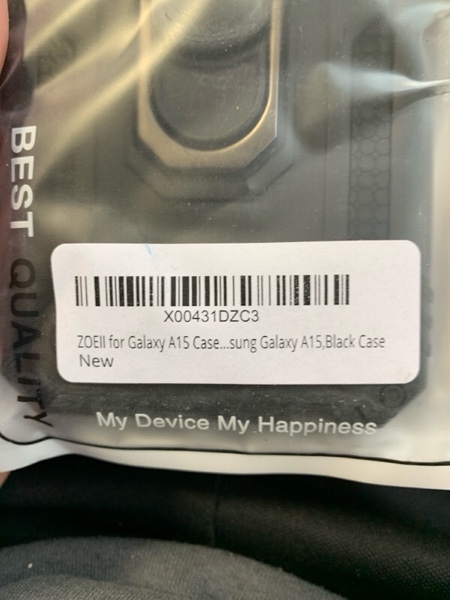 BEST QUALITY
X00431DZC3
ZOEII for Galaxy A15 Case...sung Galaxy A15,Black Case
New
My Device My Happiness